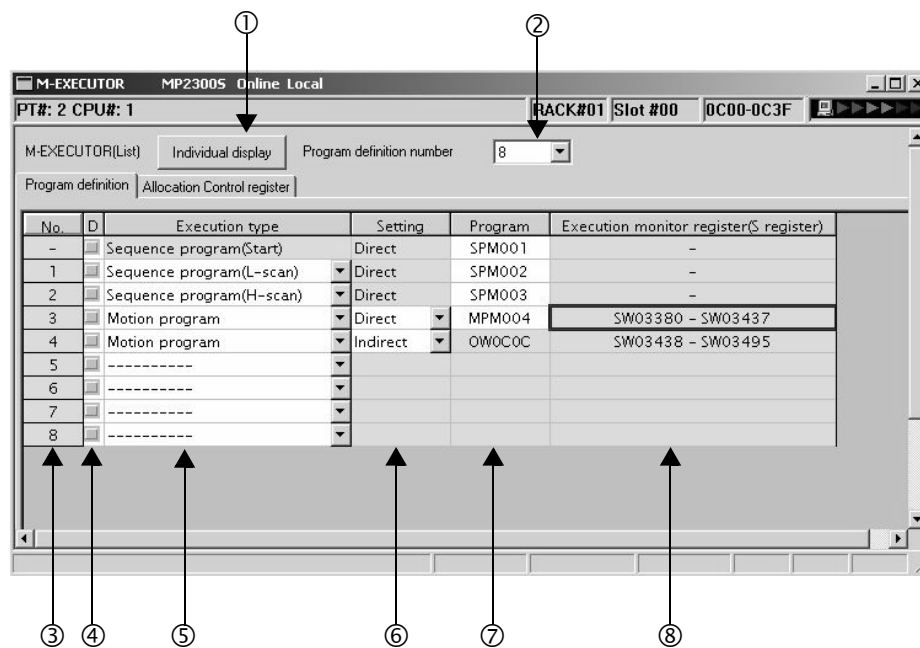 ① ②
M-EXECUTOR MP2300S Online Local
PT#: 2 CPU#: 1 RACK#01 Slot #00 0C00-0C3F
M-EXECUTOR(List) Individual display Program definition number 8
Program definition Allocation Control register
No. D Execution type Setting Program Execution monitor register(S register)
- Sequence program(Start) Direct SPM001 -
1 Sequence program(L-scan) Direct SPM002 -
2 Sequence program(H-scan) Direct SPM003 -
3 Motion program Direct MPM004 SW03380 - SW03437
4 Motion program Indirect OW0C0C SW03438 - SW03495
5 ----------
6 ----------
7 ----------
8 ----------
③ ④ ⑤ ⑥ ⑦ ⑧